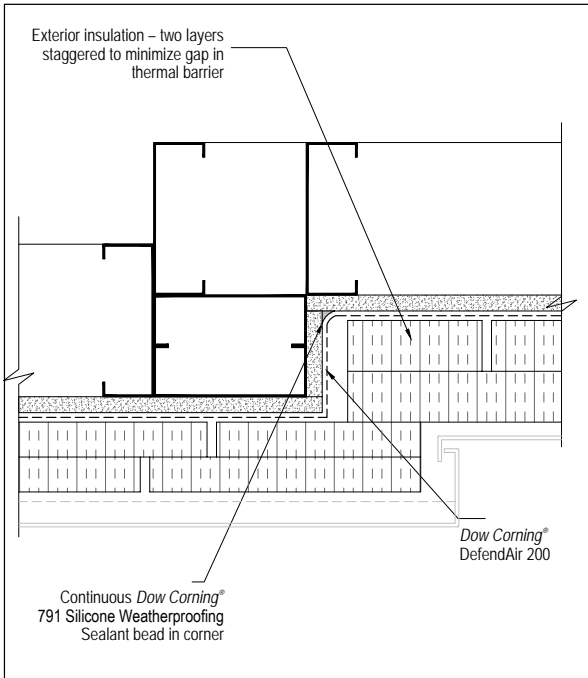 Exterior insulation – two layers
staggered to minimize gap in
thermal barrier
Dow Corning®
DefendAir 200
Continuous Dow Corning®
791 Silicone Weatherproofing
Sealant bead in corner